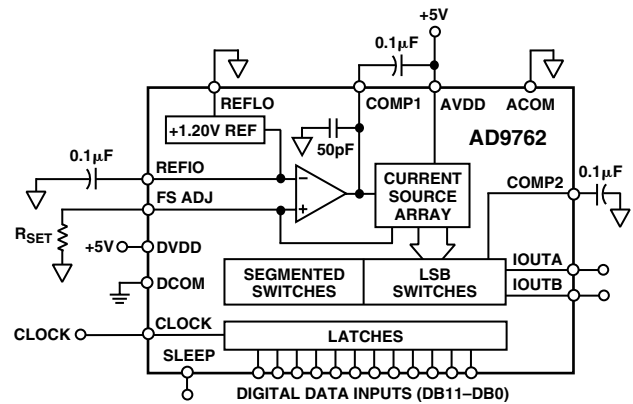 +5V
0.1µF
REFLO
COMP1
AVDD
ACOM
+1.20V REF
50pF
AD9762
0.1µF
REFIO
CURRENT
SOURCE
ARRAY
COMP2
0.1µF
FS ADJ
RSET
+5V
DVDD
DCOM
SEGMENTED
SWITCHES
LSB
SWITCHES
IOUTA
IOUTB
CLOCK
CLOCK
LATCHES
SLEEP
DIGITAL DATA INPUTS (DB11–DB0)